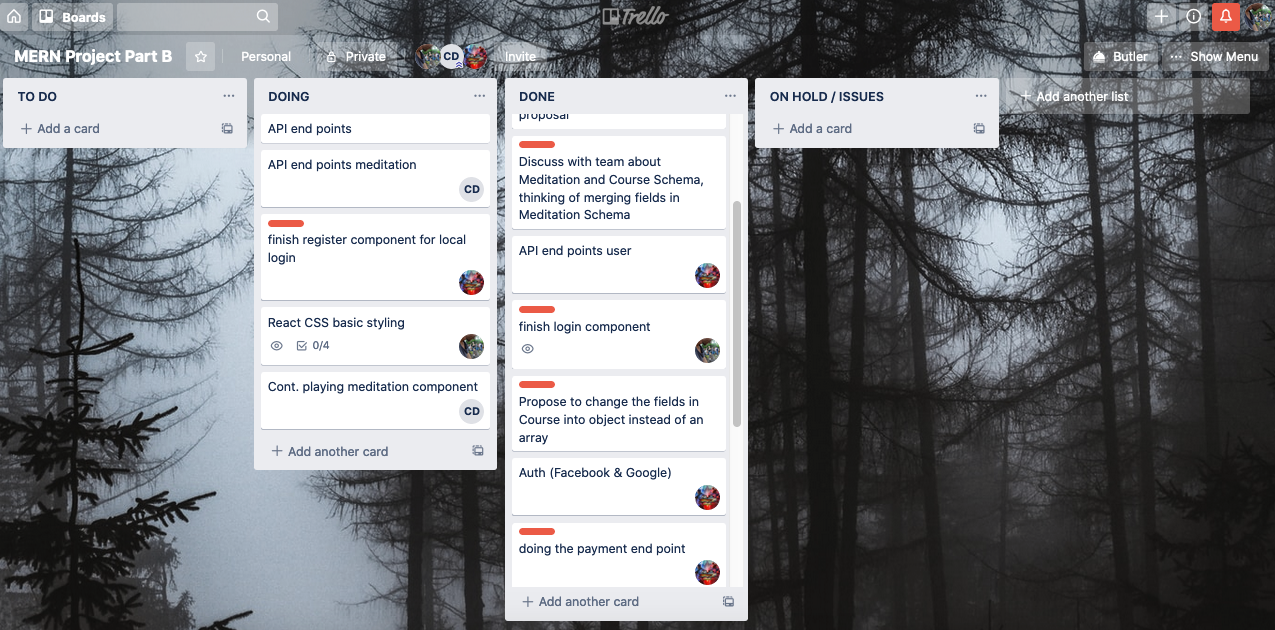 Boards
Trello
MERN Project Part B
Personal
Private
CD
Invite
Butler
Show Menu
TO DO
Add a card
DOING
API end points
API end points meditation
CD
finish register component for local
login
React CSS basic styling
0/4
Cont. playing meditation component
CD
Add another card
DONE
proposal
Discuss with team about
Meditation and Course Schema,
thinking of merging fields in
Meditation Schema
API end points user
finish login component
Propose to change the fields in
Course into object instead of an
array
Auth (Facebook & Google)
doing the payment end point
Add another card
ON HOLD / ISSUES
Add a card
Add another list